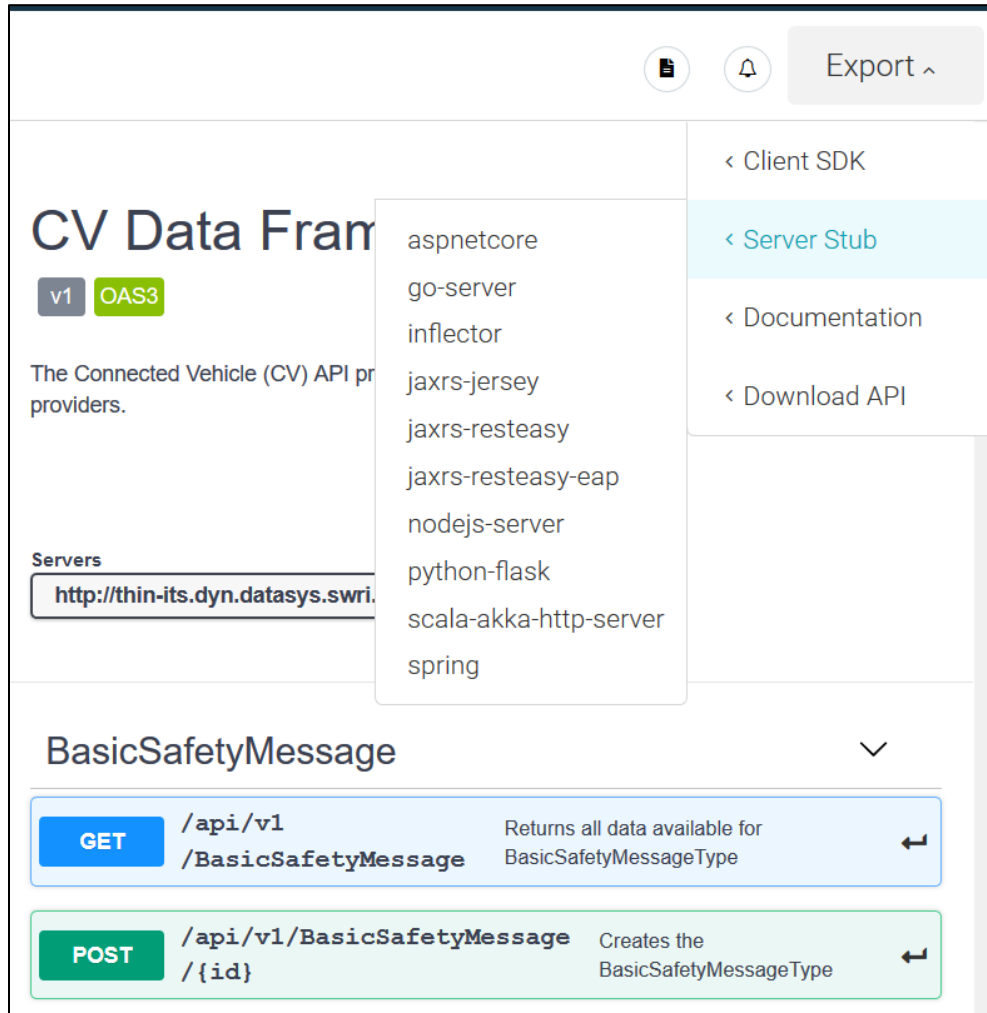 Export
Client SDK
Server Stub
Documentation
Download API
aspnetcore
go-server
inflector
jaxrs-jersey
jaxrs-resteasy
jaxrs-resteasy-eap
nodejs-server
python-flask
scala-akka-http-server
spring
CV Data Fram
v1 OAS3
The Connected Vehicle (CV) API pr
providers.
Servers
http://thin-its.dyn.datasys.swri.
BasicSafetyMessage
GET
/api/v1
/BasicSafetyMessage
Returns all data available for
BasicSafetyMessageType
POST
/api/v1/BasicSafetyMessage
/{id}
Creates the
BasicSafetyMessageType